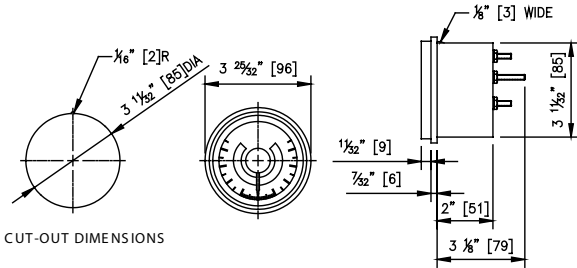 1/16" [2]R
3 11/32" [85]DIA
CUT-OUT DIMENSIONS
3 25/32" [96]
1/8" [3] WIDE
3 11/32" [85]
11/32" [9]
7/32" [6]
2" [51]
3 1/8" [79]